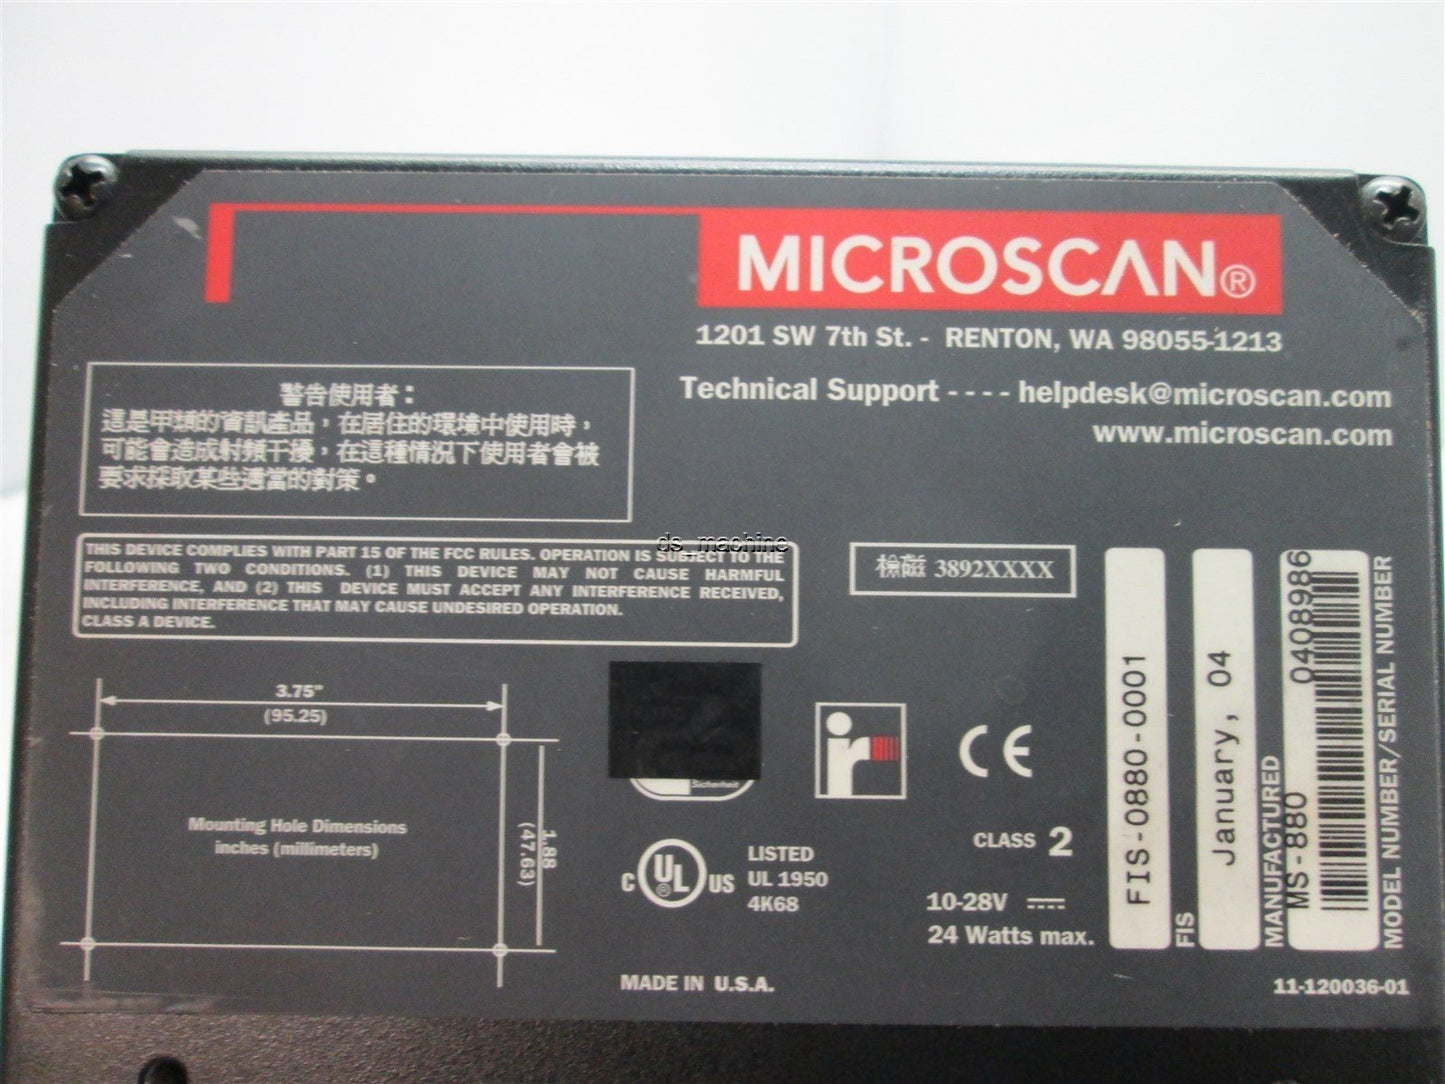 MICROSCAN®
1201 SW 7th St. - RENTON, WA 98055-1213
Technical Support - - - - helpdesk@microscan.com
www.microscan.com
警告使用者：
這是甲類的資訊產品，在居住的環境中使用時，
可能會造成射頻干擾，在這種情況下使用者會被
要求採取某些適當的對策。
ds_machine
THIS DEVICE COMPLIES WITH PART 15 OF THE FCC RULES. OPERATION IS SUBJECT TO THE
FOLLOWING TWO CONDITIONS. (1) THIS DEVICE MAY NOT CAUSE HARMFUL
INTERFERENCE, AND (2) THIS DEVICE MUST ACCEPT ANY INTERFERENCE RECEIVED,
INCLUDING INTERFERENCE THAT MAY CAUSE UNDESIRED OPERATION.
CLASS A DEVICE.
檢磁 3892XXXX
3.75"
(95.25)
Mounting Hole Dimensions
inches (millimeters)
1.88
(47.63)
Sicherheit
ir
CE
C UL ® US
LISTED
UL 1950
4K68
CLASS 2
10-28V
24 Watts max.
MADE IN U.S.A.
FIS-0880-0001
FIS
January, 04
MANUFACTURED
MS-880 0408986
MODEL NUMBER/SERIAL NUMBER
11-120036-01